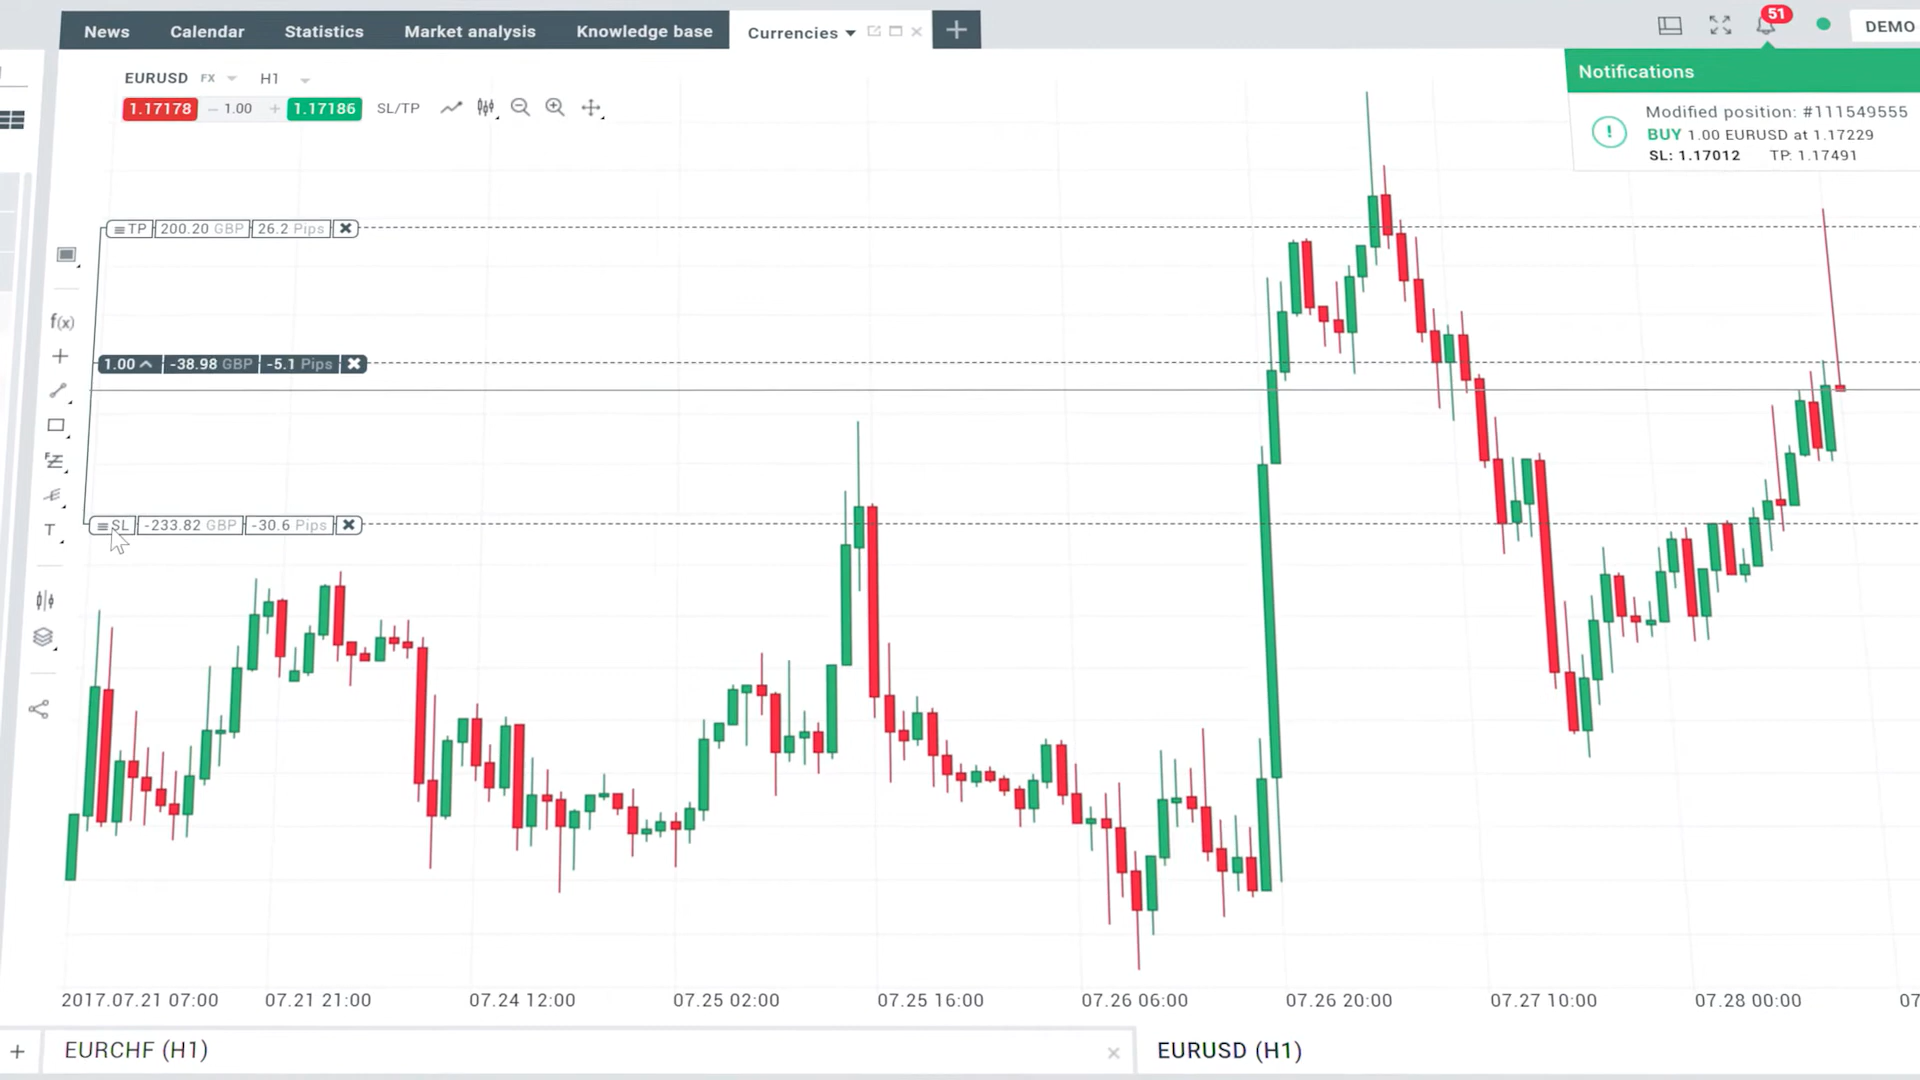 News Calendar Statistics Market analysis Knowledge base Currencies
51
DEMO
EURUSD FX H1
1.17178 – 1.00 + 1.17186 SL/TP
Notifications
Modified position: #111549555
BUY 1.00 EURUSD at 1.17229
SL: 1.17012 TP: 1.17491
TP 200.20 GBP 26.2 Pips
f(x)
1.00 -38.98 GBP -5.1 Pips
SL -233.82 GBP -30.6 Pips
T
2017.07.21 07:00 07.21 21:00 07.24 12:00 07.25 02:00 07.25 16:00 07.26 06:00 07.26 20:00 07.27 10:00 07.28 00:00 07
+ EURCHF (H1) EURUSD (H1)